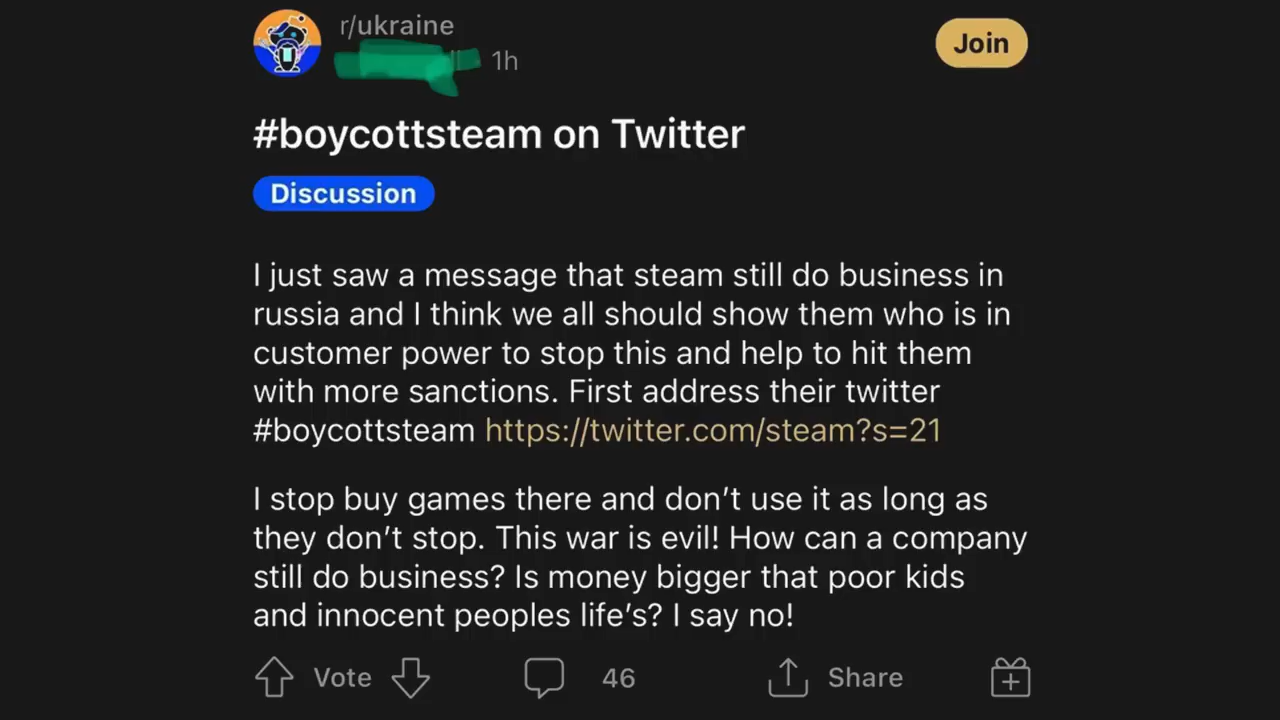 r/ukraine
1h
Join
#boycottsteam on Twitter
Discussion
I just saw a message that steam still do business in
russia and I think we all should show them who is in
customer power to stop this and help to hit them
with more sanctions. First address their twitter
#boycottsteam https://twitter.com/steam?s=21
I stop buy games there and don’t use it as long as
they don’t stop. This war is evil! How can a company
still do business? Is money bigger that poor kids
and innocent peoples life’s? I say no!
Vote
46
Share